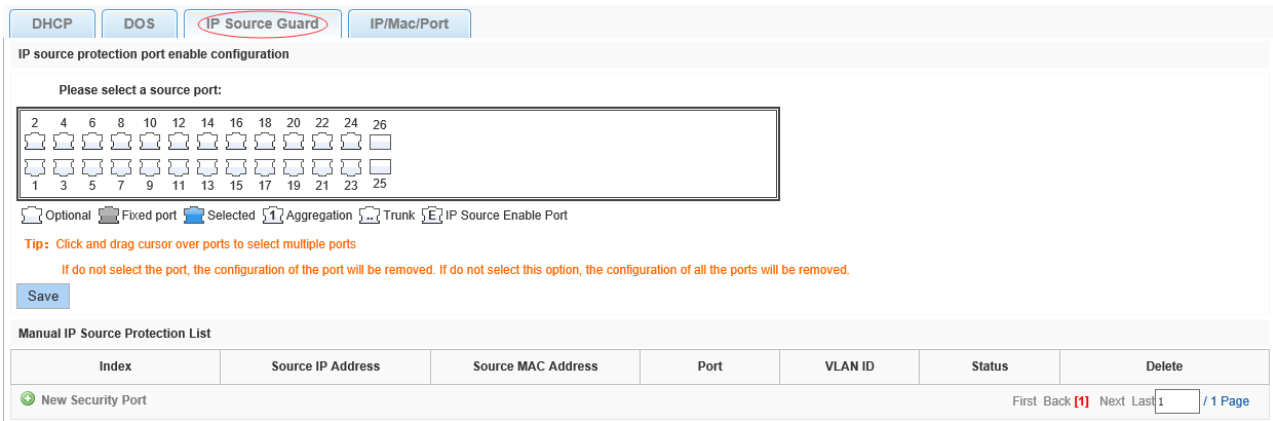 DHCP DOS IP Source Guard IP/Mac/Port
IP source protection port enable configuration
Please select a source port:
2 4 6 8 10 12 14 16 18 20 22 24 26
1 3 5 7 9 11 13 15 17 19 21 23 25
Optional Fixed port Selected 1 Aggregation ... Trunk E IP Source Enable Port
Tip: Click and drag cursor over ports to select multiple ports
If do not select the port, the configuration of the port will be removed. If do not select this option, the configuration of all the ports will be removed.
Save
Manual IP Source Protection List
Index Source IP Address Source MAC Address Port VLAN ID Status Delete
New Security Port First Back [1] Next Last 1 / 1 Page